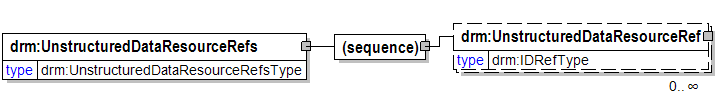 drm:UnstructuredDataResourceRefs
type drm:UnstructuredDataResourceRefsType
(sequence)
drm:UnstructuredDataResourceRef
type drm:IDRefType
0.. ∞